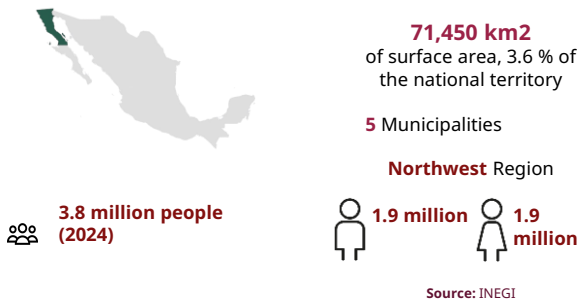 71,450 km2
of surface area, 3.6 % of
the national territory
5 Municipalities
Northwest Region
3.8 million people
(2024)
1.9 million
1.9
million
Source: INEGI